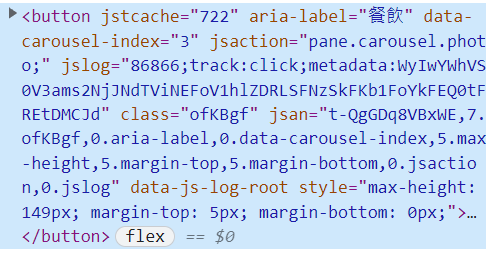 <button jstcache="722" aria-label="餐飲" data-
carousel-index="3" jsaction="pane.carousel.phot
o;" jslog="86866;track:click;metadata:WyIwYWhVS
0V3ams2NjJNdTViNEFoV1hlZDRLSFNzSkFKb1FoYkFEQ0tF
REtDMCJd" class="ofKBgf" jsan="t-QgGDq8VBxWE,7.
ofKBgf,0.aria-label,0.data-carousel-index,5.max
-height,5.margin-top,5.margin-bottom,0.jsactio
n,0.jslog" data-js-log-root style="max-height:
149px; margin-top: 5px; margin-bottom: 0px;">…
</button> flex == $0